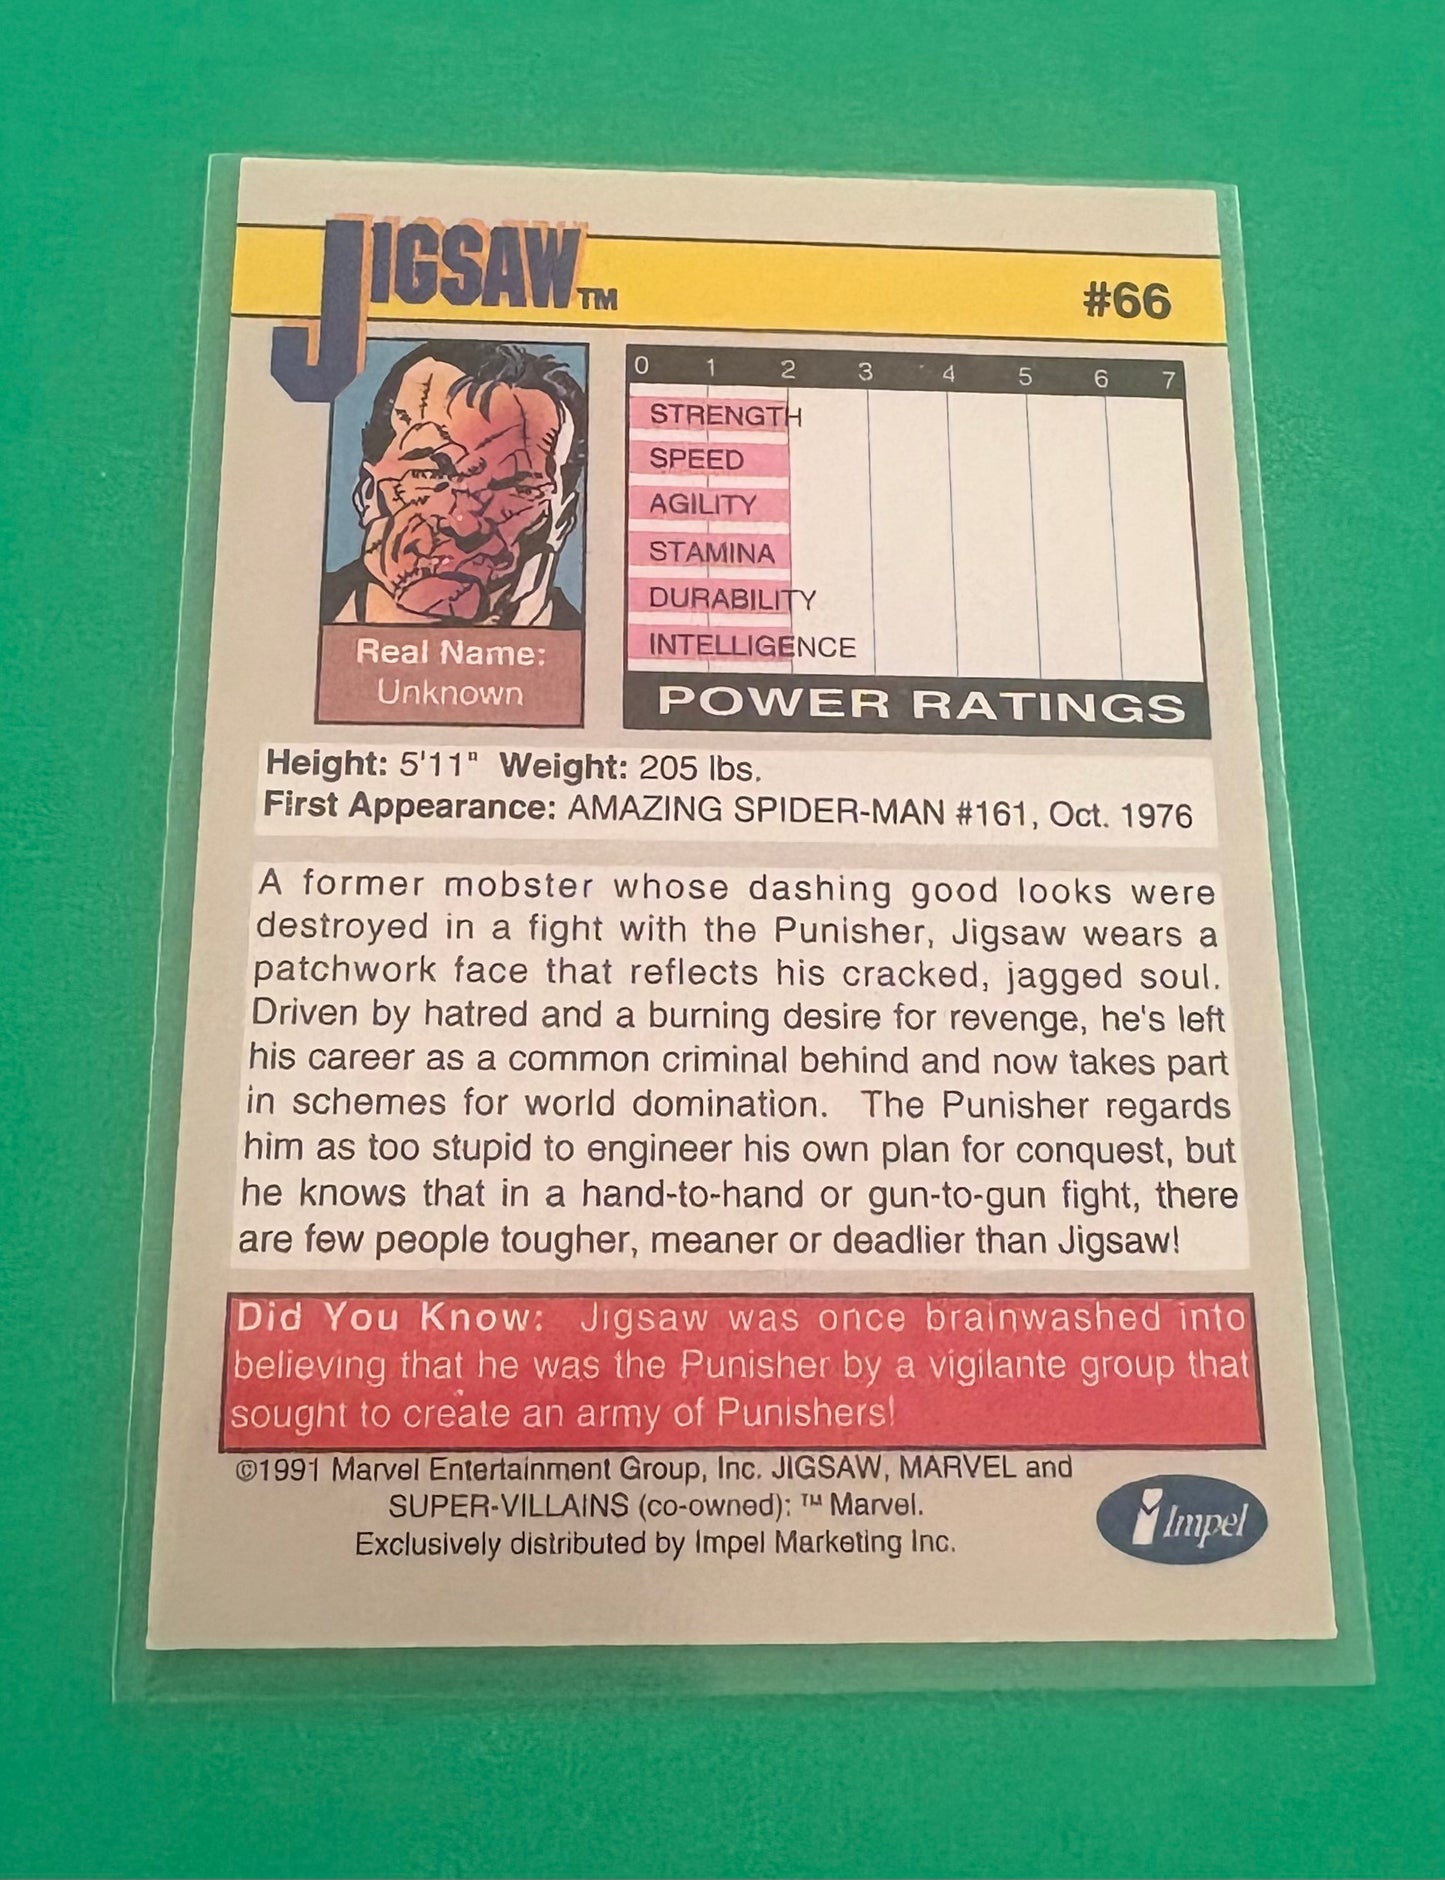 JIGSAW™
#66
0 1 2 3 4 5 6 7
STRENGTH
SPEED
AGILITY
STAMINA
DURABILITY
INTELLIGENCE
POWER RATINGS
Real Name:
Unknown
Height: 5'11" Weight: 205 lbs.
First Appearance: AMAZING SPIDER-MAN #161, Oct. 1976
A former mobster whose dashing good looks were
destroyed in a fight with the Punisher, Jigsaw wears a
patchwork face that reflects his cracked, jagged soul.
Driven by hatred and a burning desire for revenge, he's left
his career as a common criminal behind and now takes part
in schemes for world domination. The Punisher regards
him as too stupid to engineer his own plan for conquest, but
he knows that in a hand-to-hand or gun-to-gun fight, there
are few people tougher, meaner or deadlier than Jigsaw!
Did You Know: Jigsaw was once brainwashed into
believing that he was the Punisher by a vigilante group that
sought to create an army of Punishers!
©1991 Marvel Entertainment Group, Inc. JIGSAW, MARVEL and
SUPER-VILLAINS (co-owned): ™ Marvel.
Exclusively distributed by Impel Marketing Inc.
Impel